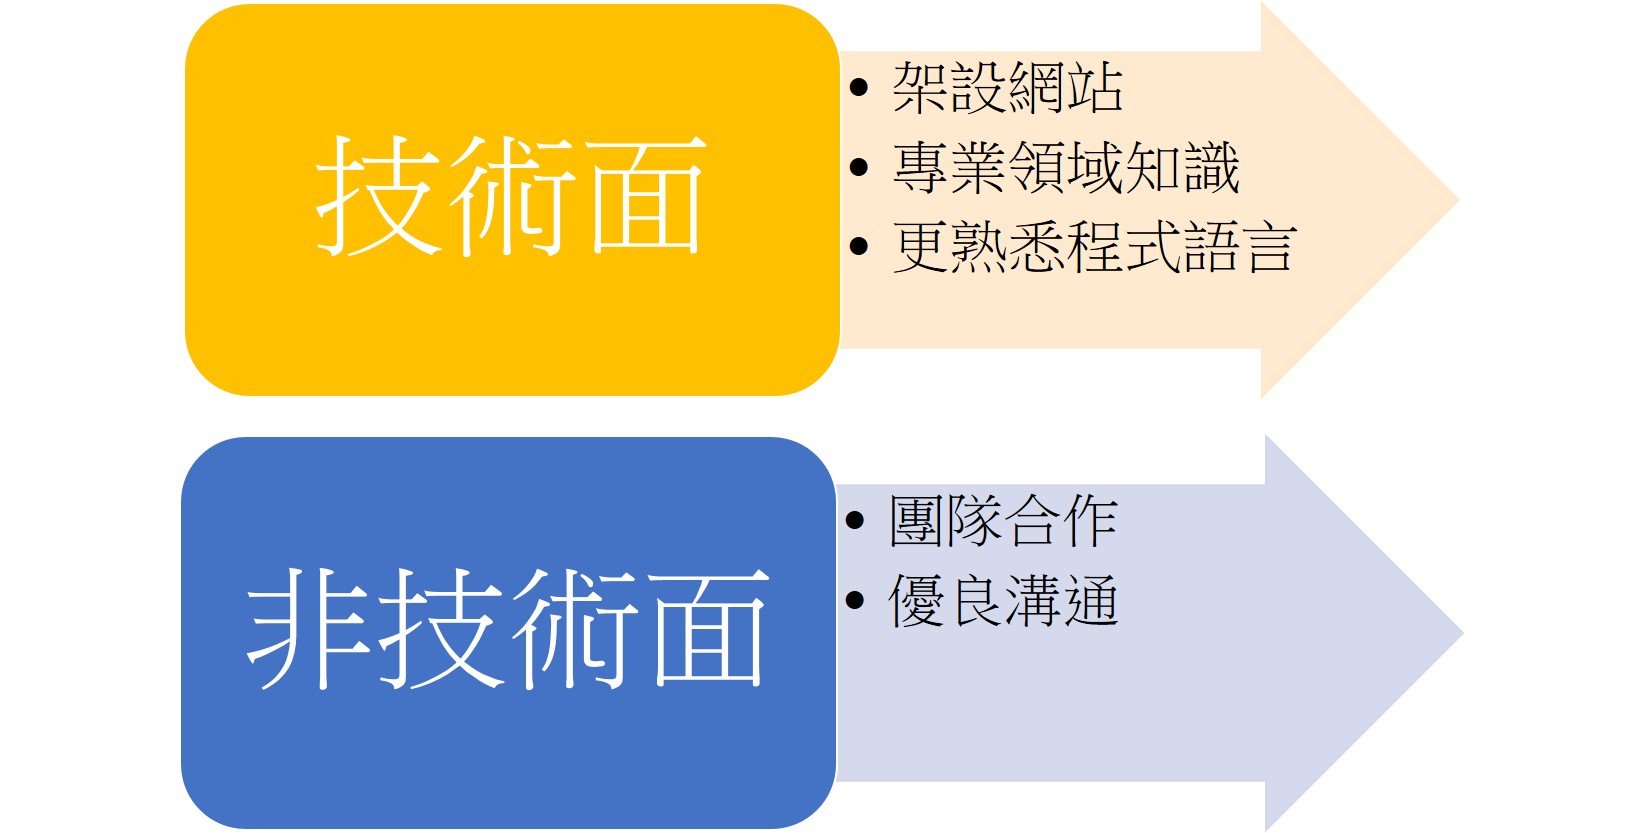 技術面
• 架設網站
• 專業領域知識
• 更熟悉程式語言
非技術面
• 團隊合作
• 優良溝通